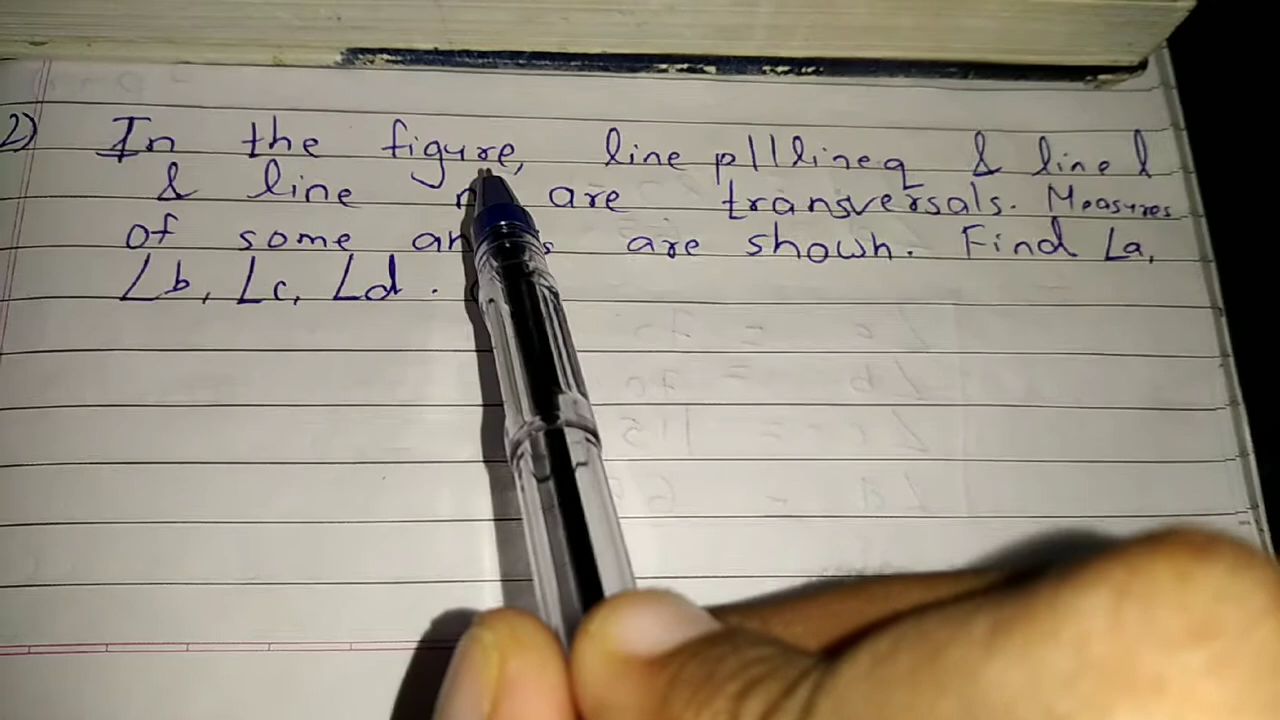 2) In the figure, line p || line q & line l
& line are transversals. Measures
of some are shown. Find ∠a,
∠b, ∠c, ∠d.